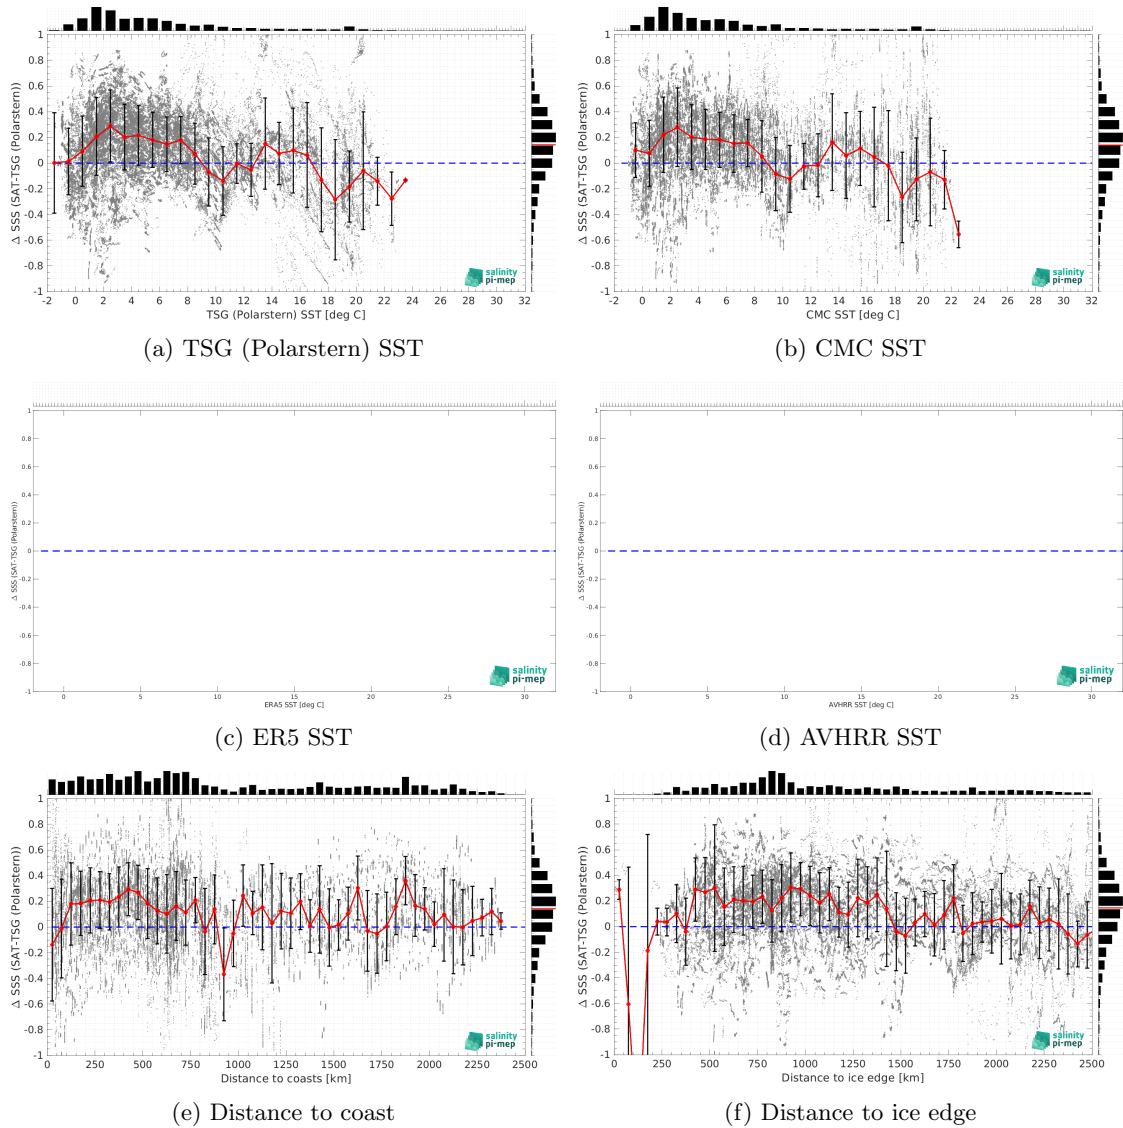 1
0.8
0.6
0.4
0.2
0
-0.2
-0.4
-0.6
-0.8
-1
Δ SSS (SAT-TSG (Polarstern))
-2 0 2 4 6 8 10 12 14 16 18 20 22 24 26 28 30 32
TSG (Polarstern) SST [deg C]
salinity
pi-mep
(a) TSG (Polarstern) SST
1
0.8
0.6
0.4
0.2
0
-0.2
-0.4
-0.6
-0.8
-1
Δ SSS (SAT-TSG (Polarstern))
-2 0 2 4 6 8 10 12 14 16 18 20 22 24 26 28 30 32
CMC SST [deg C]
salinity
pi-mep
(b) CMC SST
1
0.8
0.6
0.4
0.2
0
-0.2
-0.4
-0.6
-0.8
-1
Δ SSS (SAT-TSG (Polarstern))
0 5 10 15 20 25 30
ERA5 SST [deg C]
salinity
pi-mep
(c) ER5 SST
1
0.8
0.6
0.4
0.2
0
-0.2
-0.4
-0.6
-0.8
-1
Δ SSS (SAT-TSG (Polarstern))
0 5 10 15 20 25 30
AVHRR SST [deg C]
salinity
pi-mep
(d) AVHRR SST
1
0.8
0.6
0.4
0.2
0
-0.2
-0.4
-0.6
-0.8
-1
Δ SSS (SAT-TSG (Polarstern))
0 250 500 750 1000 1250 1500 1750 2000 2250 2500
Distance to coasts [km]
salinity
pi-mep
(e) Distance to coast
1
0.8
0.6
0.4
0.2
0
-0.2
-0.4
-0.6
-0.8
-1
Δ SSS (SAT-TSG (Polarstern))
0 250 500 750 1000 1250 1500 1750 2000 2250 2500
Distance to ice edge [km]
salinity
pi-mep
(f) Distance to ice edge